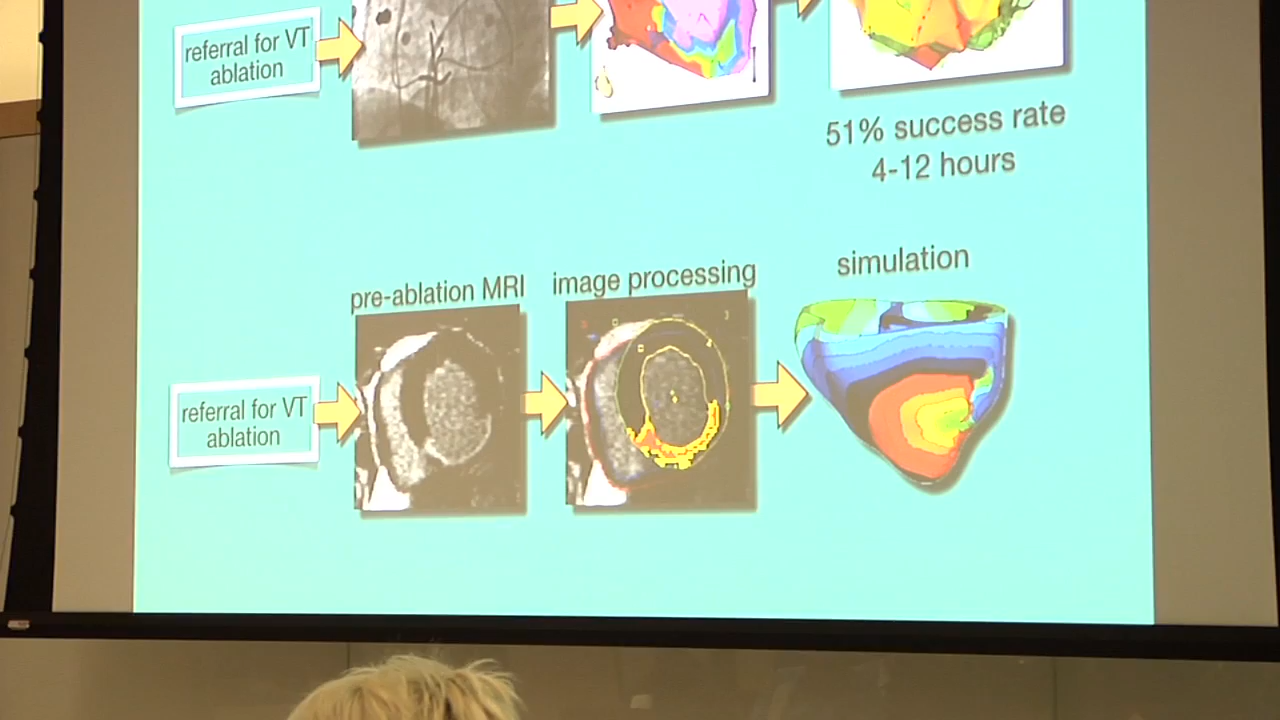 referral for VT
ablation
51% success rate
4-12 hours
pre-ablation MRI
image processing
simulation
referral for VT
ablation